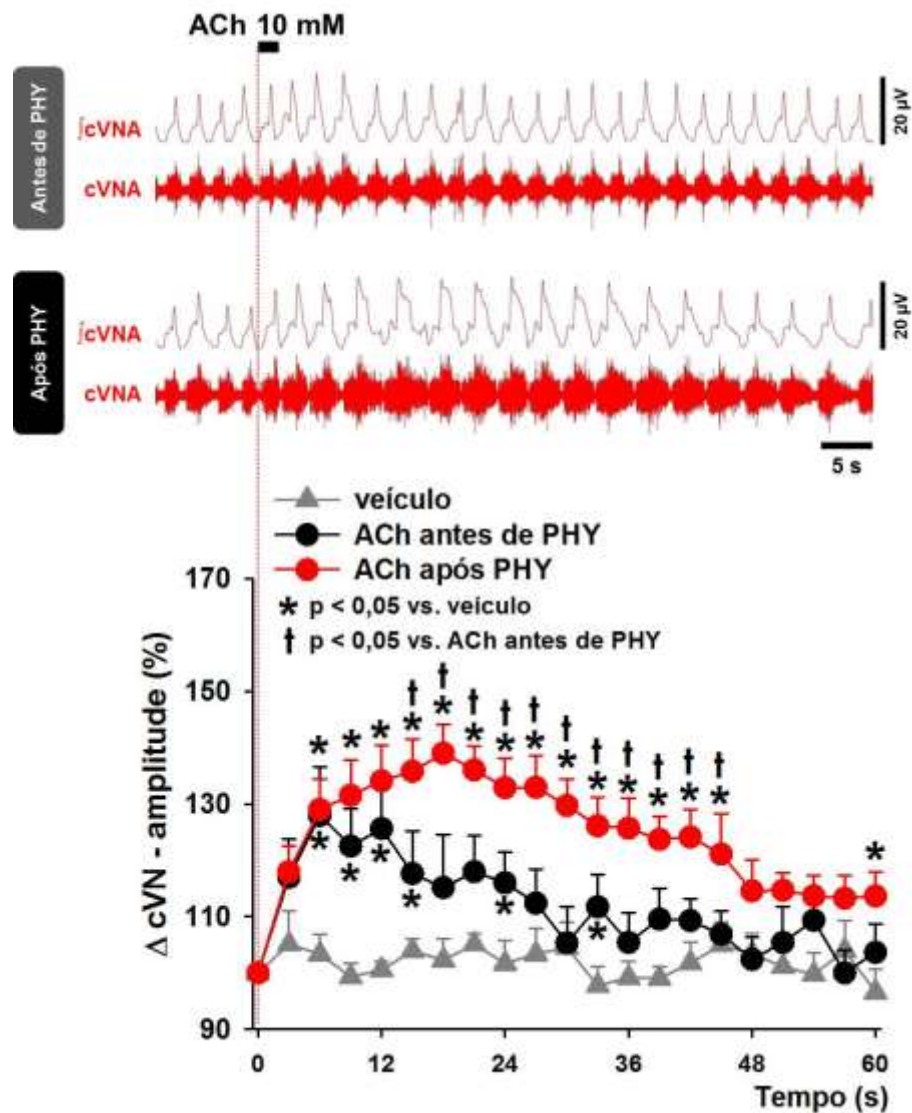 ACh 10 mM
Antes de PHY
∫cVNA
cVNA
20 µV
Após PHY
∫cVNA
cVNA
20 µV
5 s
veículo
ACh antes de PHY
ACh após PHY
* p < 0,05 vs. veículo
† p < 0,05 vs. ACh antes de PHY
Δ cVN - amplitude (%)
170
150
130
110
90
0 12 24 36 48 60
Tempo (s)